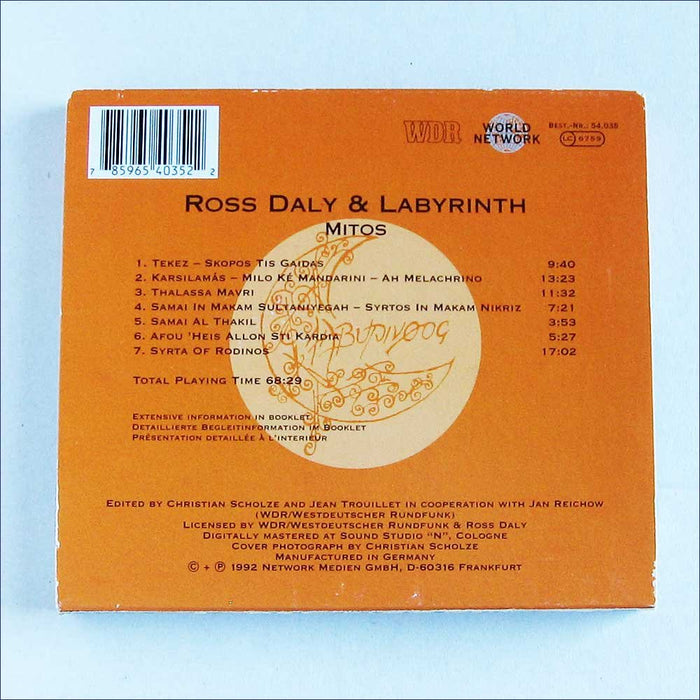 WDR
WORLD NETWORK
BEST.-NR.: 54.035
LC 6759
7 85965 40352 2
ROSS DALY & LABYRINTH
MITOS
1. TEKEZ – SKOPOS TIS GAIDAS 9:40
2. KARSILAMÁS – MILO KÉ MANDARINI – AH MELACHRINO 13:23
3. THALASSA MAVRI 11:32
4. SAMAI IN MAKAM SULTANIYEGAH – SYRTOS IN MAKAM NIKRIZ 7:21
5. SAMAI AL THAKIL 3:53
6. AFOU 'HEIS ALLON STI KARDIA 5:27
7. SYRTA OF RODINOS 17:02
TOTAL PLAYING TIME 68:29
EXTENSIVE INFORMATION IN BOOKLET
DETAILLIERTE BEGLEITINFORMATION IM BOOKLET
PRÉSENTATION DETAILLÉE À L'INTERIEUR
EDITED BY CHRISTIAN SCHOLZE AND JEAN TROUILLET IN COOPERATION WITH JAN REICHOW
(WDR/WESTDEUTSCHER RUNDFUNK)
LICENSED BY WDR/WESTDEUTSCHER RUNDFUNK & ROSS DALY
DIGITALLY MASTERED AT SOUND STUDIO "N", COLOGNE
COVER PHOTOGRAPH BY CHRISTIAN SCHOLZE
MANUFACTURED IN GERMANY
© + ℗ 1992 NETWORK MEDIEN GMBH, D-60316 FRANKFURT